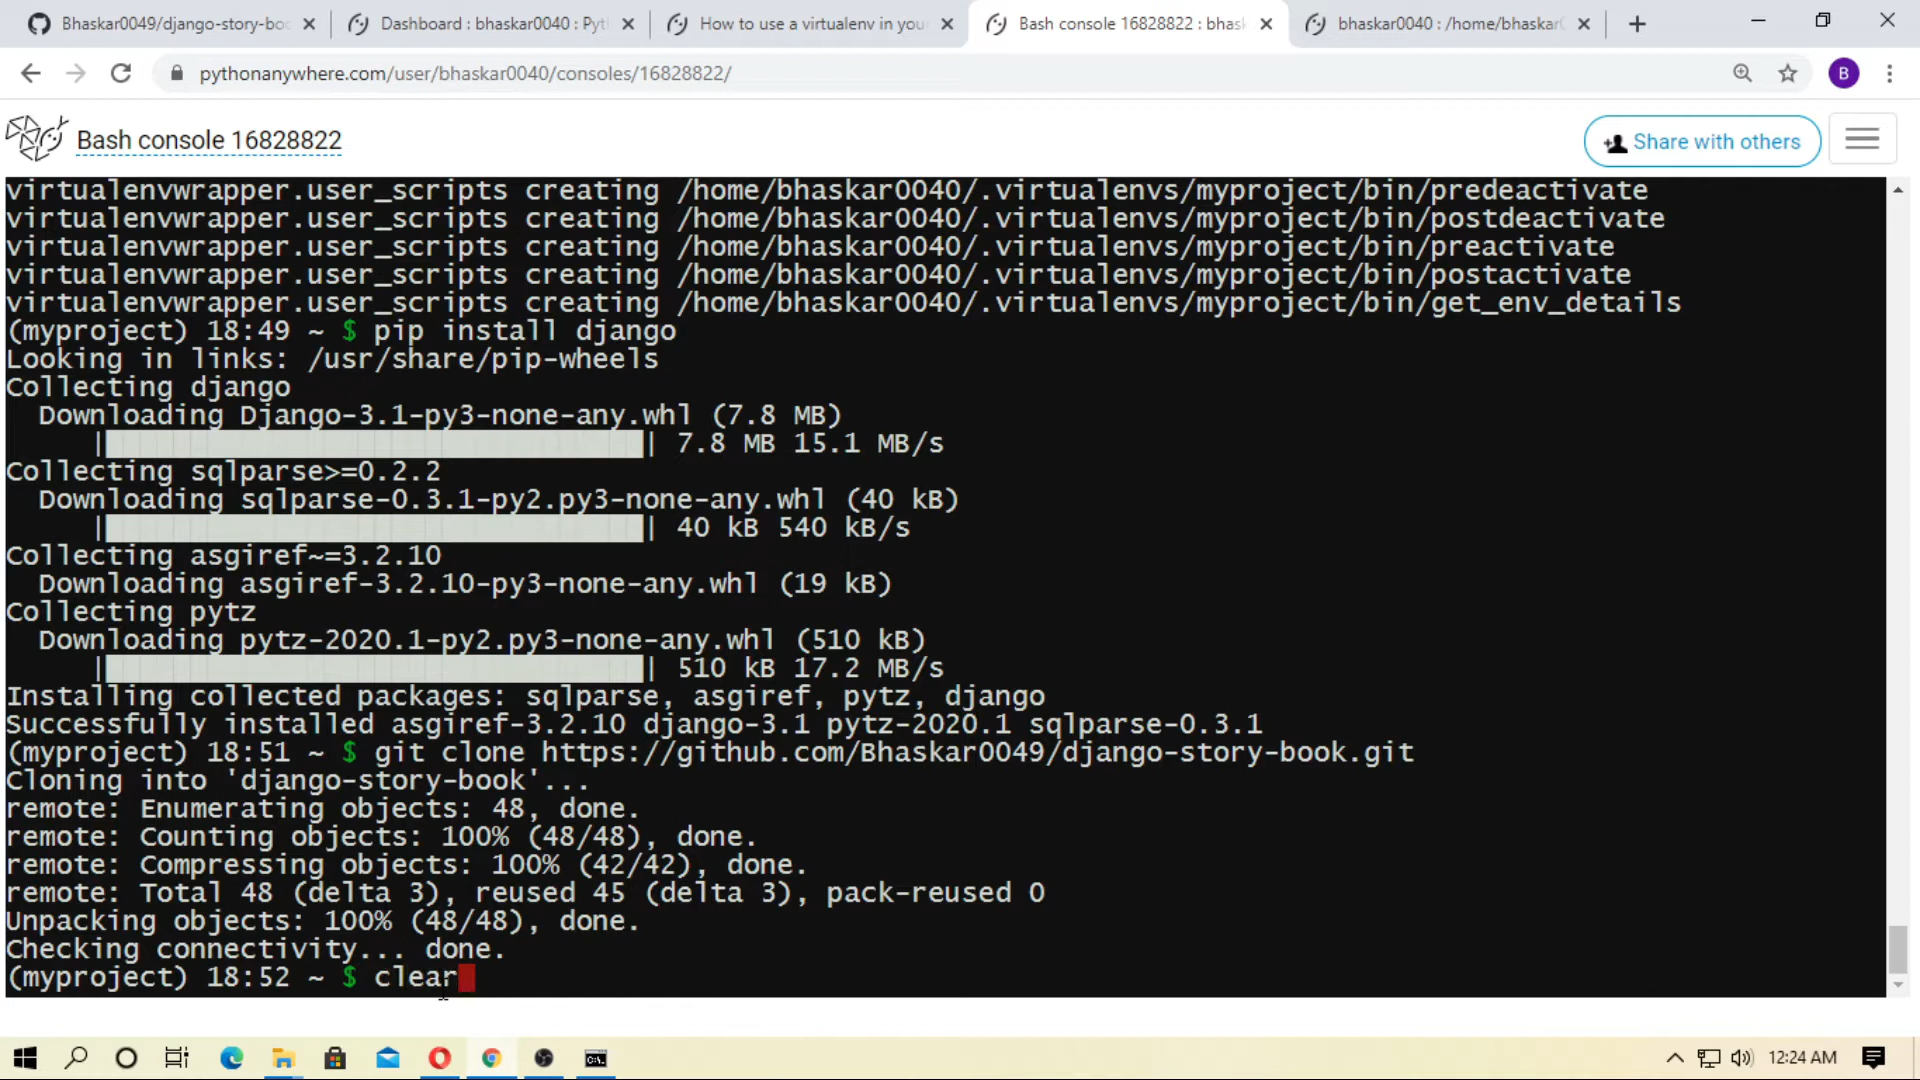 Bhaskar0049/django-story-boo
Dashboard : bhaskar0040 : Pyth
How to use a virtualenv in your
Bash console 16828822 : bhask
bhaskar0040 : /home/bhaskar0
pythonanywhere.com/user/bhaskar0040/consoles/16828822/
B
Bash console 16828822
Share with others
virtualenvwrapper.user_scripts creating /home/bhaskar0040/.virtualenvs/myproject/bin/predeactivate
virtualenvwrapper.user_scripts creating /home/bhaskar0040/.virtualenvs/myproject/bin/postdeactivate
virtualenvwrapper.user_scripts creating /home/bhaskar0040/.virtualenvs/myproject/bin/preactivate
virtualenvwrapper.user_scripts creating /home/bhaskar0040/.virtualenvs/myproject/bin/postactivate
virtualenvwrapper.user_scripts creating /home/bhaskar0040/.virtualenvs/myproject/bin/get_env_details
(myproject) 18:49 ~ $ pip install django
Looking in links: /usr/share/pip-wheels
Collecting django
Downloading Django-3.1-py3-none-any.whl (7.8 MB)
| | 7.8 MB 15.1 MB/s
Collecting sqlparse>=0.2.2
Downloading sqlparse-0.3.1-py2.py3-none-any.whl (40 kB)
| | 40 kB 540 kB/s
Collecting asgiref~=3.2.10
Downloading asgiref-3.2.10-py3-none-any.whl (19 kB)
Collecting pytz
Downloading pytz-2020.1-py2.py3-none-any.whl (510 kB)
| | 510 kB 17.2 MB/s
Installing collected packages: sqlparse, asgiref, pytz, django
Successfully installed asgiref-3.2.10 django-3.1 pytz-2020.1 sqlparse-0.3.1
(myproject) 18:51 ~ $ git clone https://github.com/Bhaskar0049/django-story-book.git
Cloning into 'django-story-book'...
remote: Enumerating objects: 48, done.
remote: Counting objects: 100% (48/48), done.
remote: Compressing objects: 100% (42/42), done.
remote: Total 48 (delta 3), reused 45 (delta 3), pack-reused 0
Unpacking objects: 100% (48/48), done.
Checking connectivity... done.
(myproject) 18:52 ~ $ clear
12:24 AM